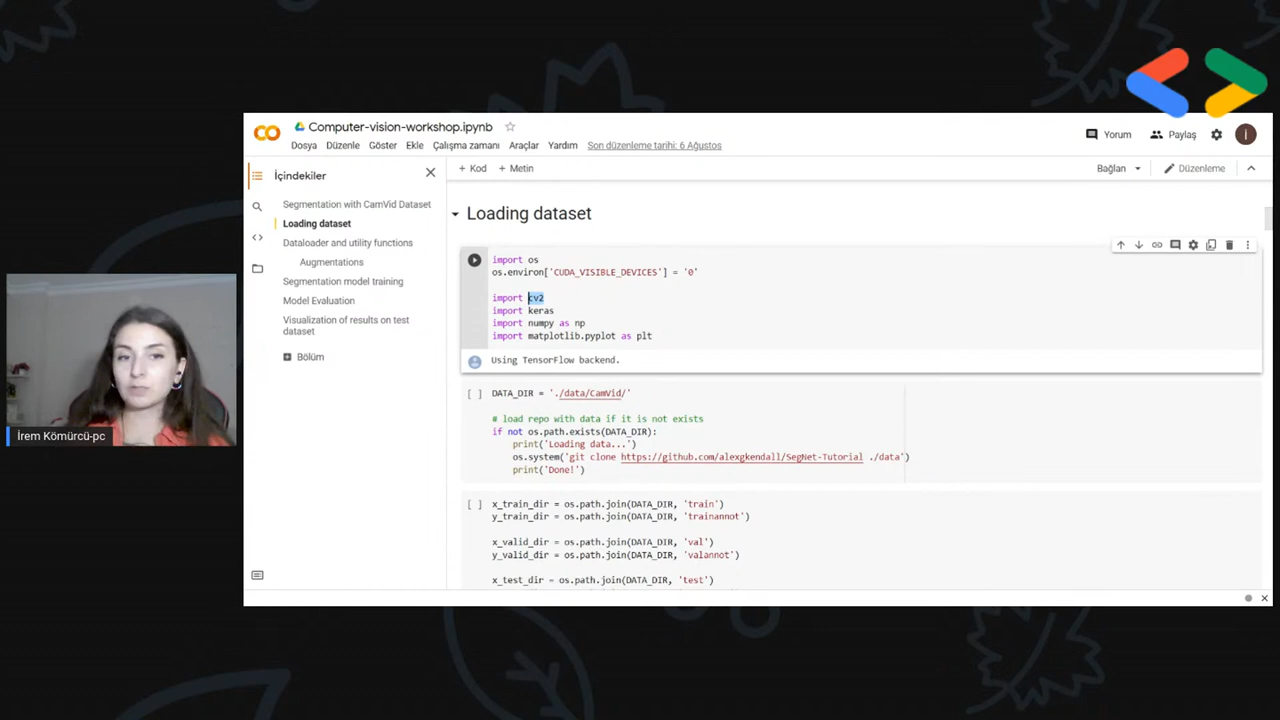 Computer-vision-workshop.ipynb
Dosya Düzenle Göster Ekle Çalışma zamanı Araçlar Yardım Son düzenleme tarihi: 6 Ağustos
Yorum Paylaş
İçindekiler
+ Kod + Metin
Bağlan Düzenleme
Segmentation with CamVid Dataset
Loading dataset
Dataloader and utility functions
Augmentations
Segmentation model training
Model Evaluation
Visualization of results on test
dataset
Bölüm
Loading dataset
import os
os.environ['CUDA_VISIBLE_DEVICES'] = '0'
import cv2
import keras
import numpy as np
import matplotlib.pyplot as plt
Using TensorFlow backend.
[ ] DATA_DIR = './data/CamVid/'
# load repo with data if it is not exists
if not os.path.exists(DATA_DIR):
print('Loading data...')
os.system('git clone https://github.com/alexgkendall/SegNet-Tutorial ./data')
print('Done!')
[ ] x_train_dir = os.path.join(DATA_DIR, 'train')
y_train_dir = os.path.join(DATA_DIR, 'trainannot')
x_valid_dir = os.path.join(DATA_DIR, 'val')
y_valid_dir = os.path.join(DATA_DIR, 'valannot')
x_test_dir = os.path.join(DATA_DIR, 'test')
İrem Kömürcü-pc